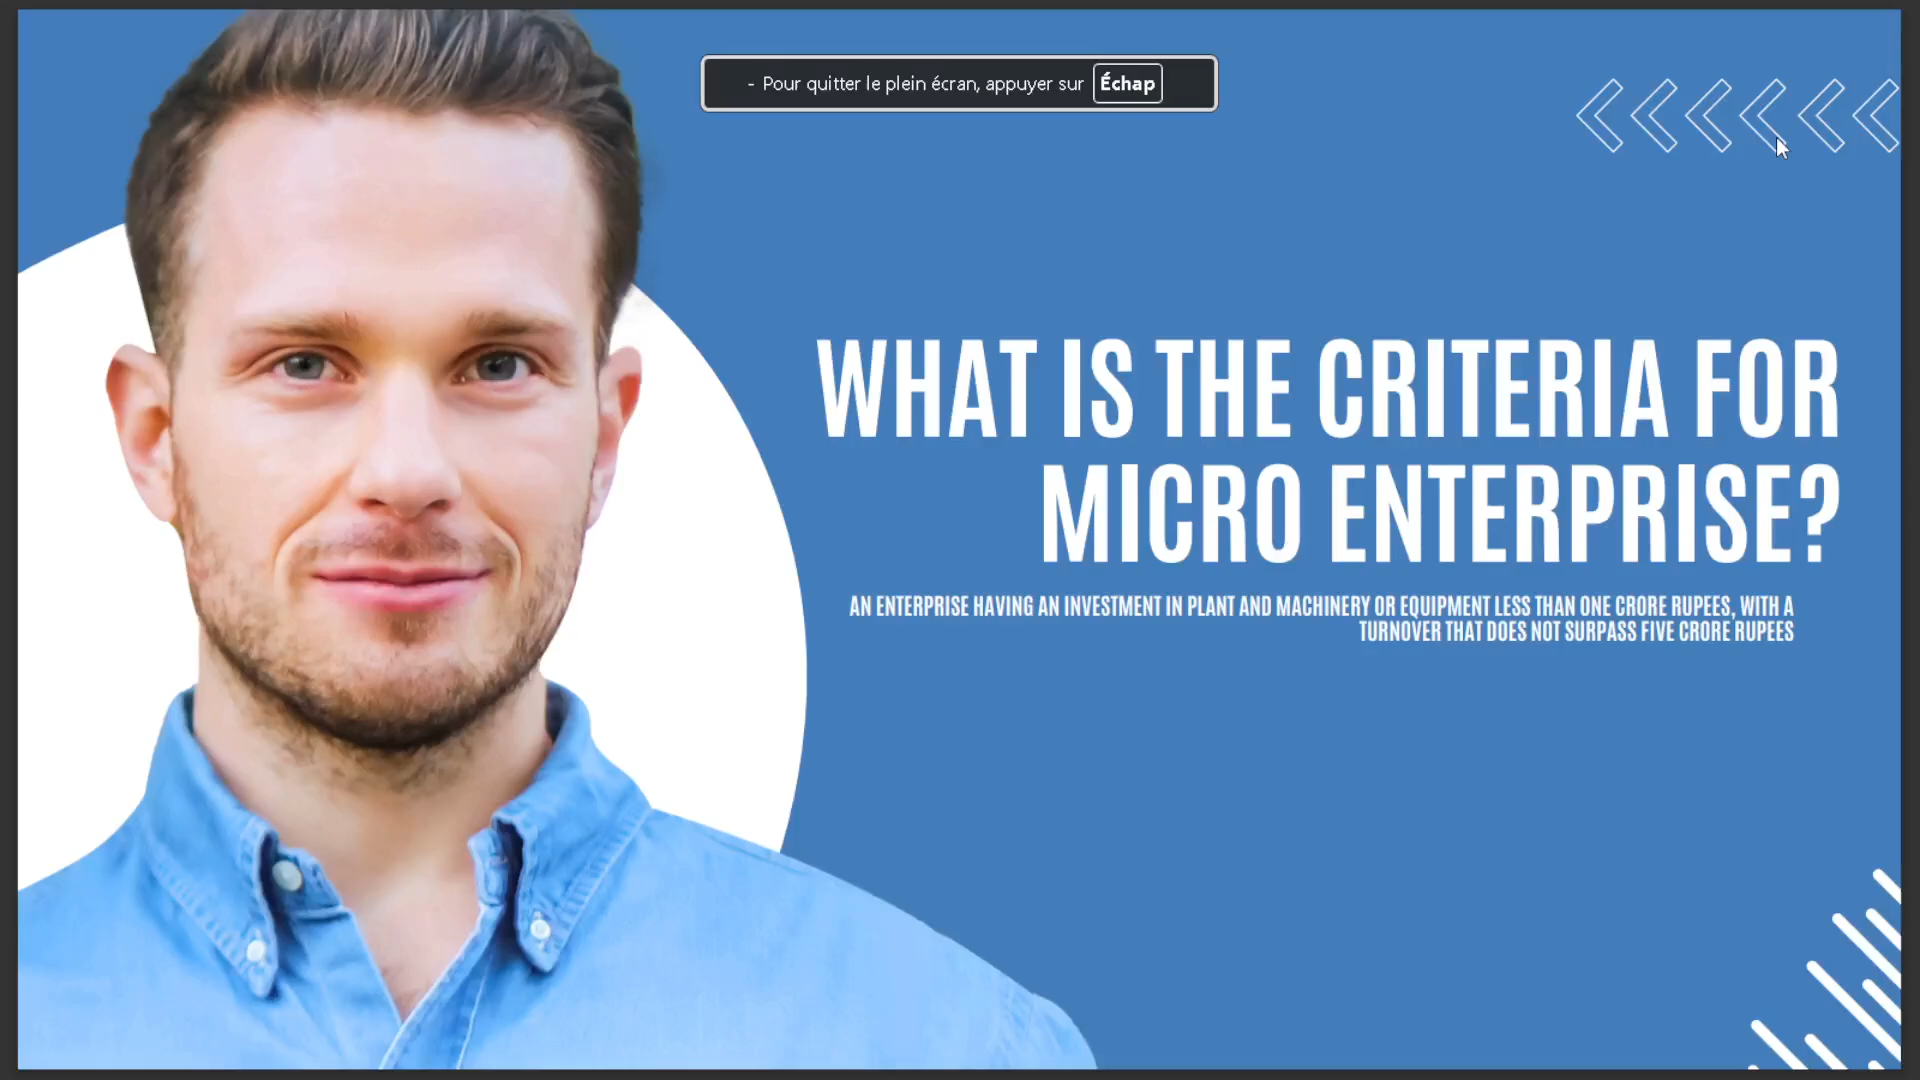 - Pour quitter le plein écran, appuyer sur Échap
WHAT IS THE CRITERIA FOR
MICRO ENTERPRISE?
AN ENTERPRISE HAVING AN INVESTMENT IN PLANT AND MACHINERY OR EQUIPMENT LESS THAN ONE CRORE RUPEES, WITH A
TURNOVER THAT DOES NOT SURPASS FIVE CRORE RUPEES